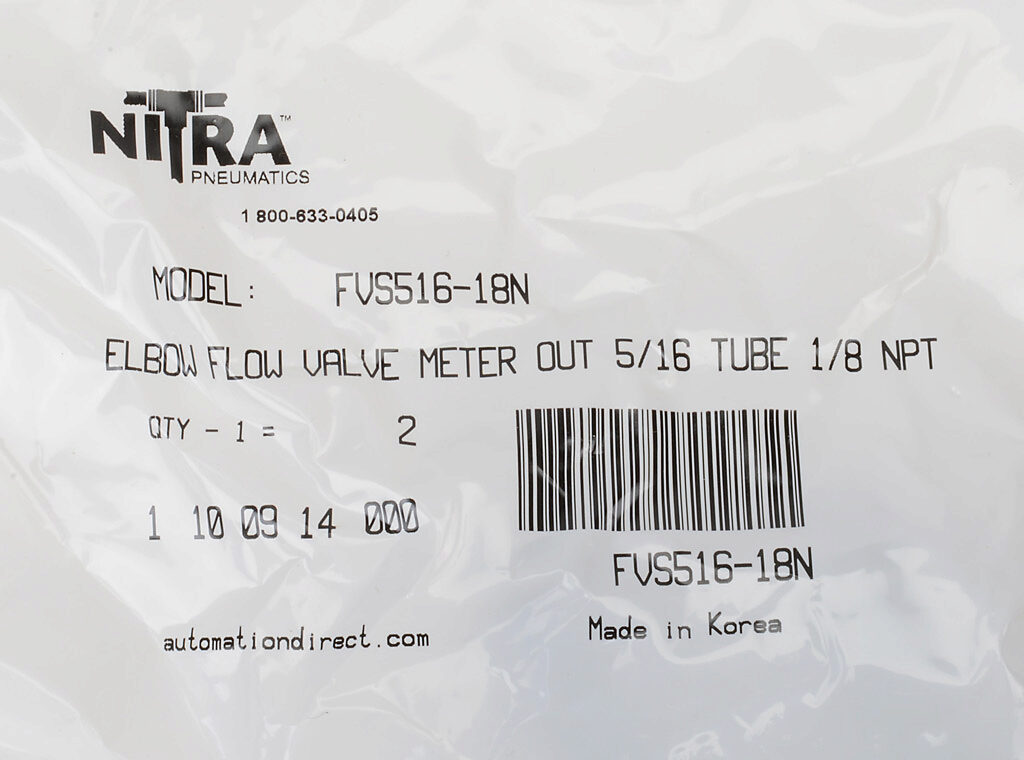 NITRA™
PNEUMATICS
1 800-633-0405
MODEL: FVS516-18N
ELBOW FLOW VALVE METER OUT 5/16 TUBE 1/8 NPT
QTY - 1 = 2
1 10 09 14 000
FVS516-18N
Made in Korea
automationdirect.com